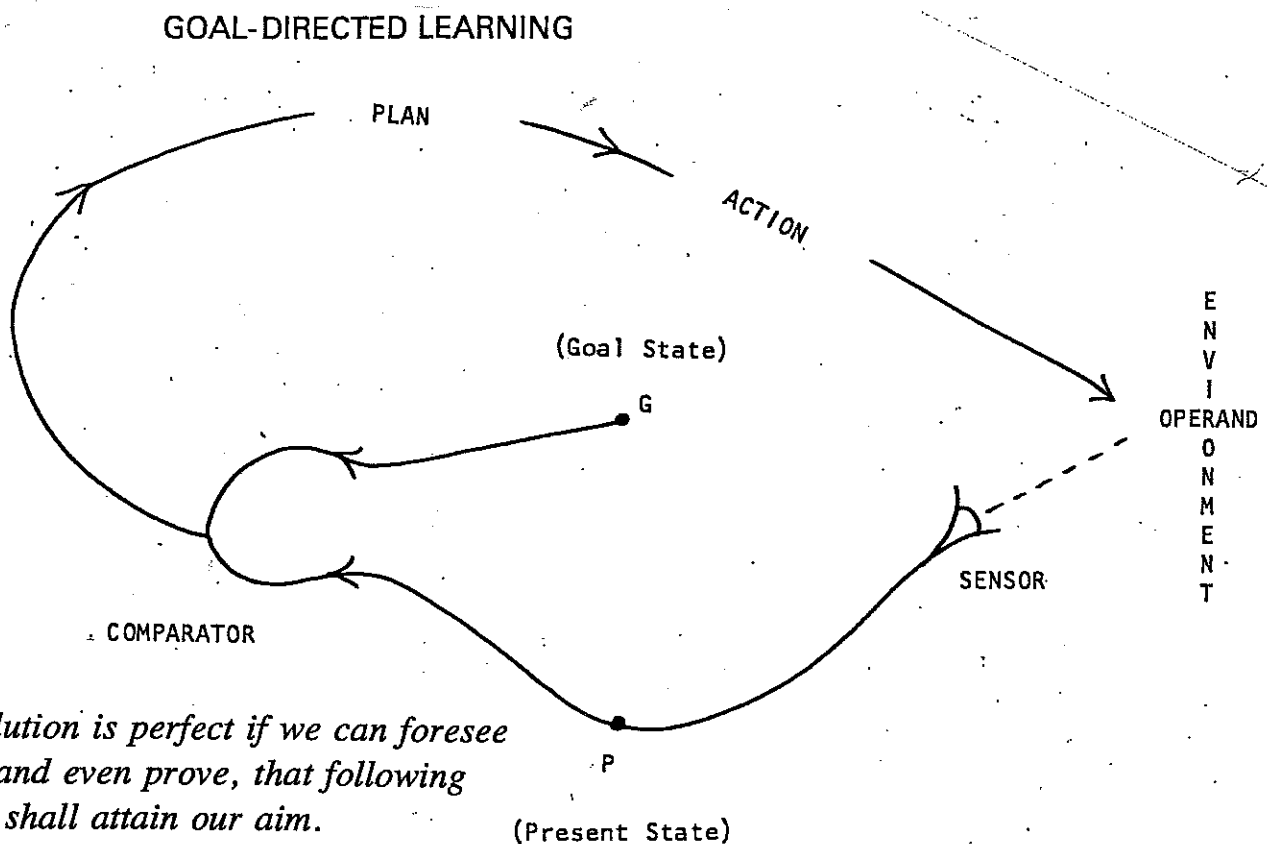 GOAL-DIRECTED LEARNING
PLAN
ACTION
ENVIRONMENT
(Goal State)
G
OPERAND
SENSOR
COMPARATOR
P
(Present State)
is perfect if we can foresee
and even prove, that following
shall attain our aim.